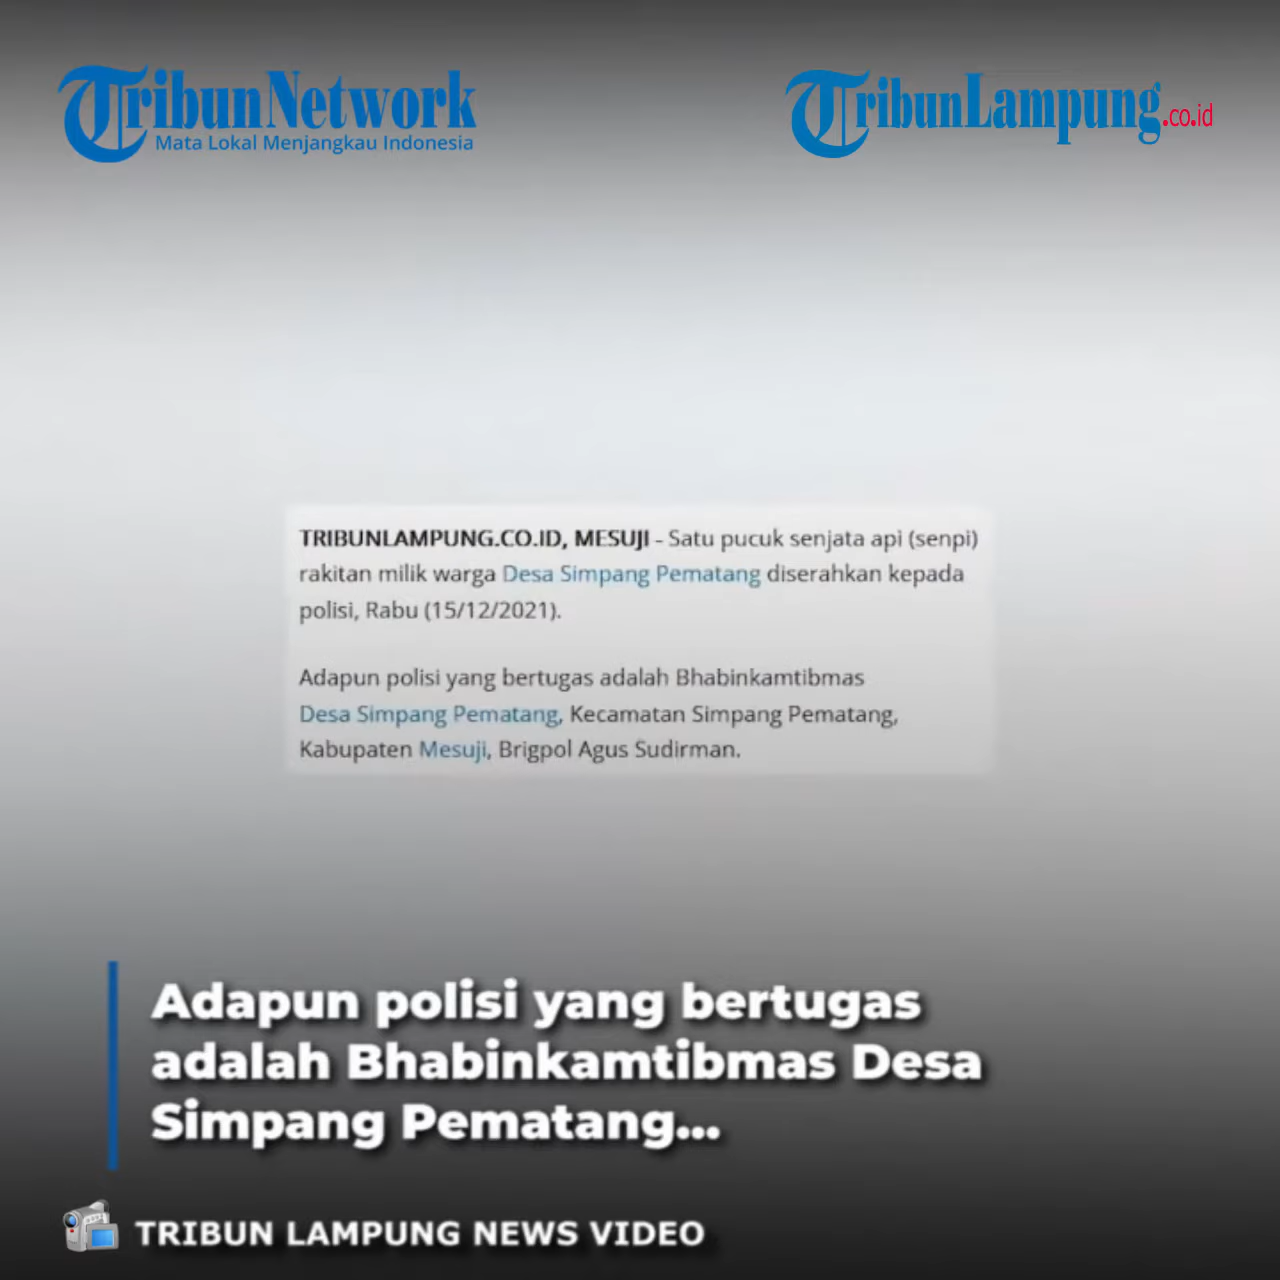 TribunNetwork
Mata Lokal Menjangkau Indonesia
TribunLampung.co.id
TRIBUNLAMPUNG.CO.ID, MESUJI - Satu pucuk senjata api (senpi)
rakitan milik warga Desa Simpang Pematang diserahkan kepada
polisi, Rabu (15/12/2021).
Adapun polisi yang bertugas adalah Bhabinkamtibmas
Desa Simpang Pematang, Kecamatan Simpang Pematang,
Kabupaten Mesuji, Brigpol Agus Sudirman.
Adapun polisi yang bertugas
adalah Bhabinkamtibmas Desa
Simpang Pematang...
TRIBUN LAMPUNG NEWS VIDEO